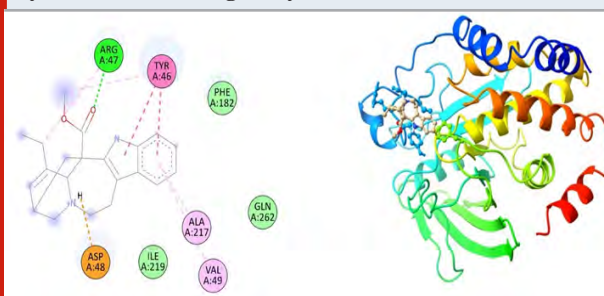 ARG
A:47
TYR
A:46
PHE
A:182
O
O
N
H
N
ALA
A:217
GLN
A:262
ASP
A:48
ILE
A:219
VAL
A:49